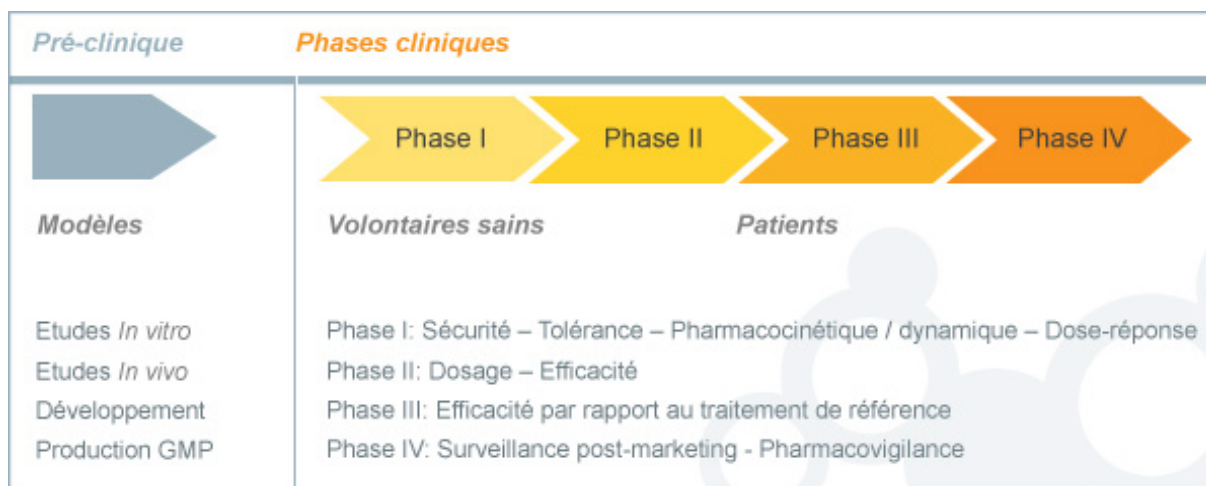 Pré-clinique
Phases cliniques
Phase I
Phase II
Phase III
Phase IV
Modèles
Volontaires sains
Patients
Etudes In vitro
Etudes In vivo
Développement
Production GMP
Phase I: Sécurité – Tolérance – Pharmacocinétique / dynamique – Dose-réponse
Phase II: Dosage – Efficacité
Phase III: Efficacité par rapport au traitement de référence
Phase IV: Surveillance post-marketing - Pharmacovigilance